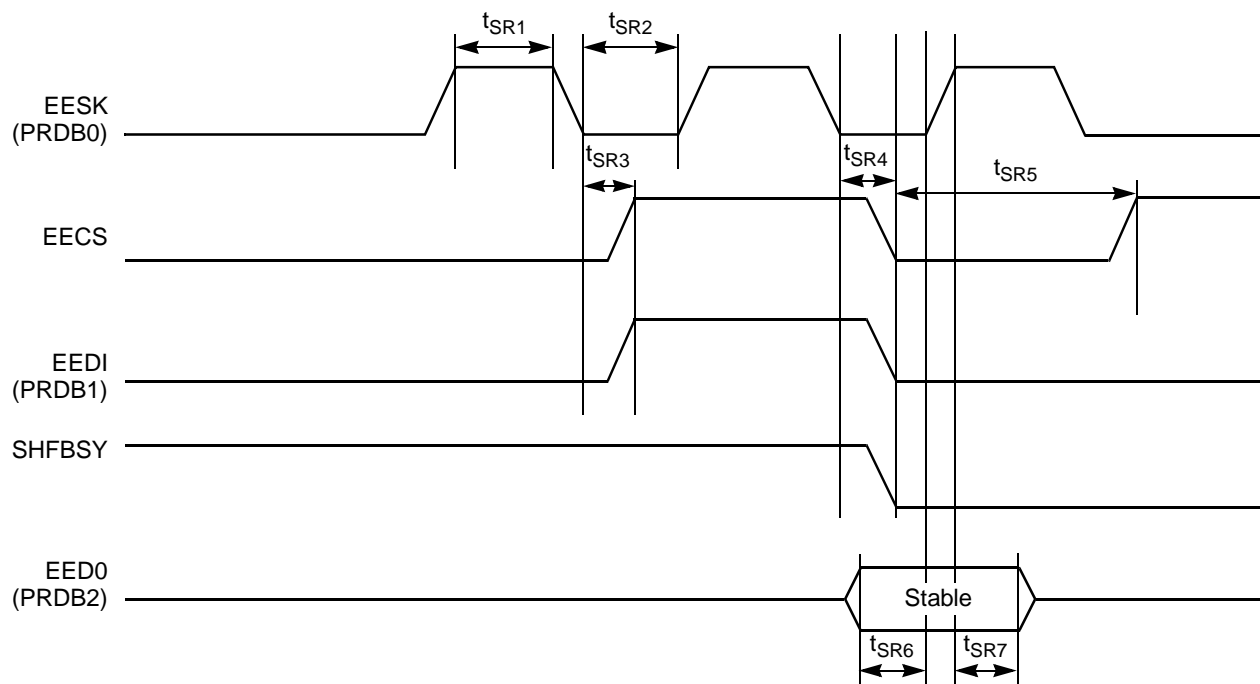 tSR1
tSR2
EESK
(PRDB0)
tSR3
tSR4
tSR5
EECS
EEDI
(PRDB1)
SHFBSY
EED0
(PRDB2)
Stable
tSR6
tSR7